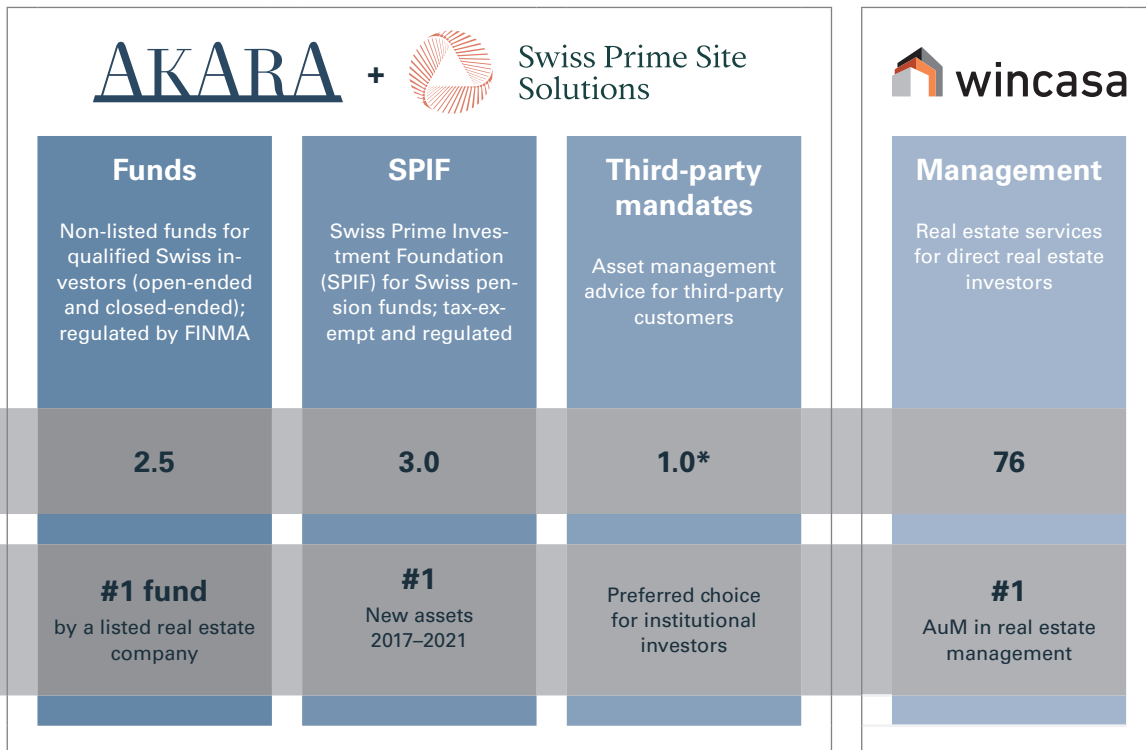 AKARA + Swiss Prime Site
Solutions
wincasa
Funds
Non-listed funds for
qualified Swiss in-
vestors (open-ended
and closed-ended);
regulated by FINMA
SPIF
Swiss Prime Inves-
tment Foundation
(SPIF) for Swiss pen-
sion funds; tax-ex-
empt and regulated
Third-party
mandates
Asset management
advice for third-party
customers
Management
Real estate services
for direct real estate
investors
2.5
3.0
1.0*
76
#1 fund
by a listed real estate
company
#1
New assets
2017–2021
Preferred choice
for institutional
investors
#1
AuM in real estate
management